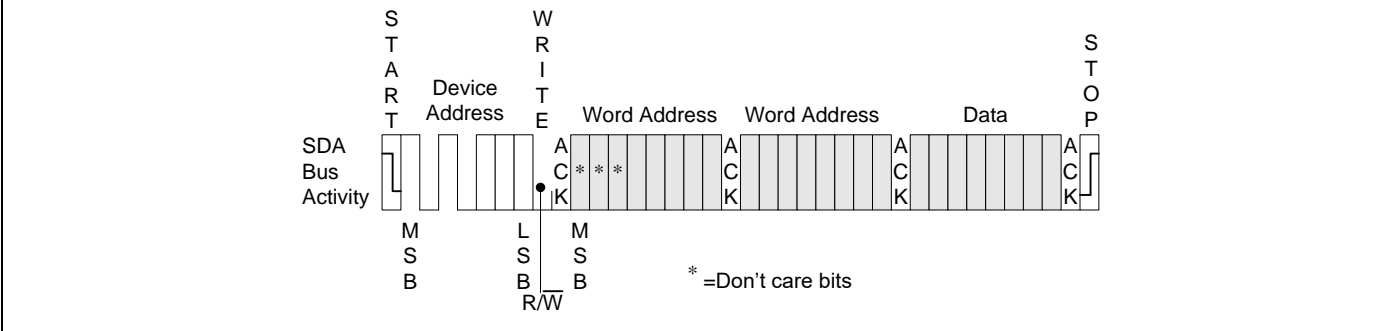 START
WRITE
STOP
Device
Address
Word Address
Word Address
Data
SDA
Bus
Activity
ACK
* * *
ACK
ACK
ACK
MSB
LSB
MSB
R/W̅
* =Don't care bits